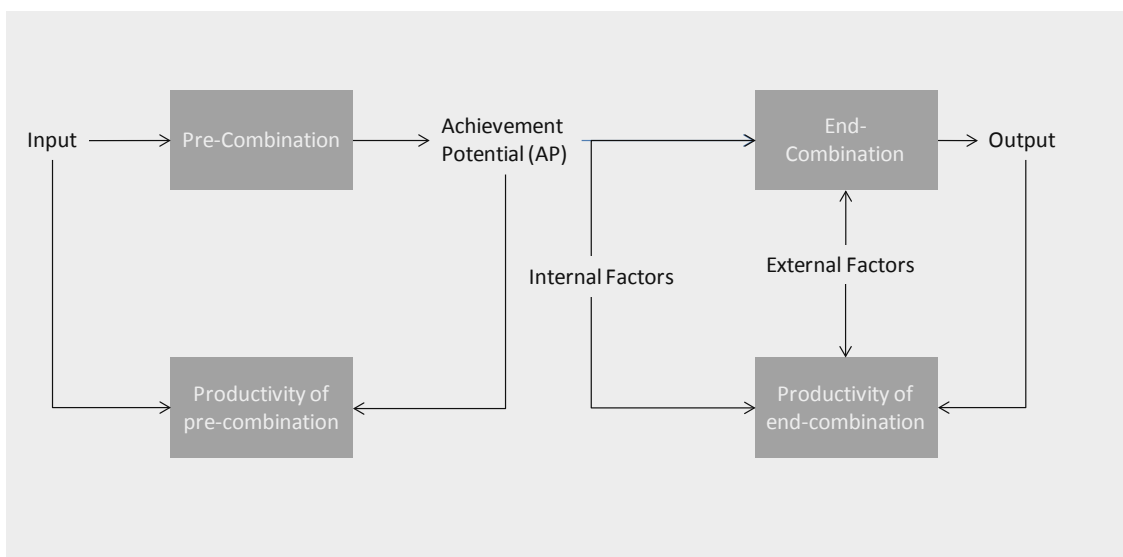 Input
Pre-Combination
Achievement
Potential (AP)
End-
Combination
Output
Internal Factors
External Factors
Productivity of
pre-combination
Productivity of
end-combination